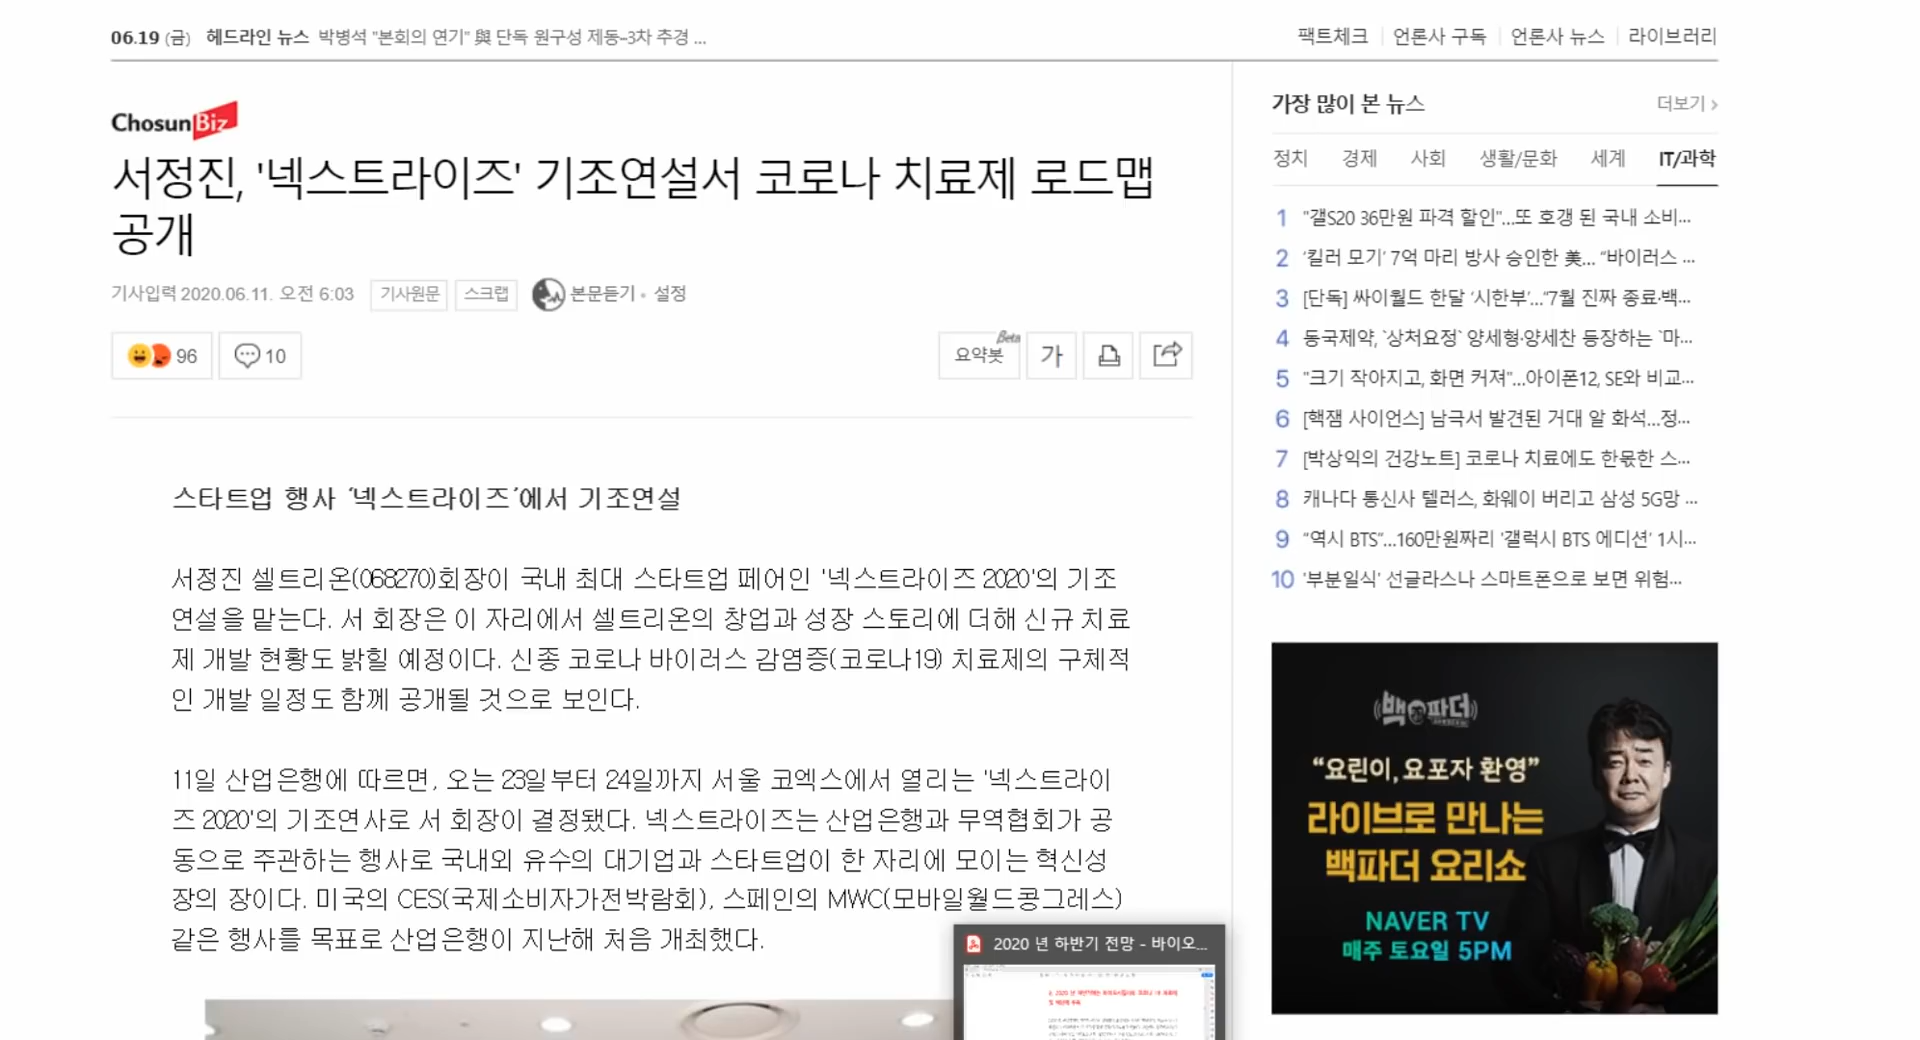 06.19 (금) 헤드라인 뉴스 박병석 "본회의 연기" 與 단독 원구성 제동–3차 추경 ...
팩트체크 언론사 구독 언론사 뉴스 라이브러리
ChosunBiz
서정진, '넥스트라이즈' 기조연설서 코로나 치료제 로드맵
공개
기사입력 2020.06.11. 오전 6:03 기사원문 스크랩 본문듣기 · 설정
96 10
요약봇 Beta 가
스타트업 행사 '넥스트라이즈'에서 기조연설
서정진 셀트리온(068270)회장이 국내 최대 스타트업 페어인 '넥스트라이즈 2020'의 기조
연설을 맡는다. 서 회장은 이 자리에서 셀트리온의 창업과 성장 스토리에 더해 신규 치료
제 개발 현황도 밝힐 예정이다. 신종 코로나 바이러스 감염증(코로나19) 치료제의 구체적
인 개발 일정도 함께 공개될 것으로 보인다.
11일 산업은행에 따르면, 오는 23일부터 24일까지 서울 코엑스에서 열리는 '넥스트라이
즈 2020'의 기조연사로 서 회장이 결정됐다. 넥스트라이즈는 산업은행과 무역협회가 공
동으로 주관하는 행사로 국내외 유수의 대기업과 스타트업이 한 자리에 모이는 혁신성
장의 장이다. 미국의 CES(국제소비자가전박람회), 스페인의 MWC(모바일월드콩그레스)
같은 행사를 목표로 산업은행이 지난해 처음 개최했다.
2020 년 하반기 전망 - 바이오...
가장 많이 본 뉴스 더보기 >
정치 경제 사회 생활/문화 세계 IT/과학
1 "갤S20 36만원 파격 할인"...또 호갱 된 국내 소비...
2 '킬러 모기' 7억 마리 방사 승인한 美... "바이러스 ...
3 [단독] 싸이월드 한달 '시한부'..."7월 진짜 종료·백...
4 동국제약, `상처요정` 양세형·양세찬 등장하는 `마...
5 "크기 작아지고, 화면 커져"...아이폰12, SE와 비교...
6 [핵잼 사이언스] 남극서 발견된 거대 알 화석...정...
7 [박상익의 건강노트] 코로나 치료에도 한몫한 스...
8 캐나다 통신사 텔러스, 화웨이 버리고 삼성 5G망 ...
9 "역시 BTS"...160만원짜리 '갤럭시 BTS 에디션' 1시...
10 '부분일식' 선글라스나 스마트폰으로 보면 위험...
백파더
"요린이, 요포자 환영"
라이브로 만나는
백파더 요리쇼
NAVER TV
매주 토요일 5PM